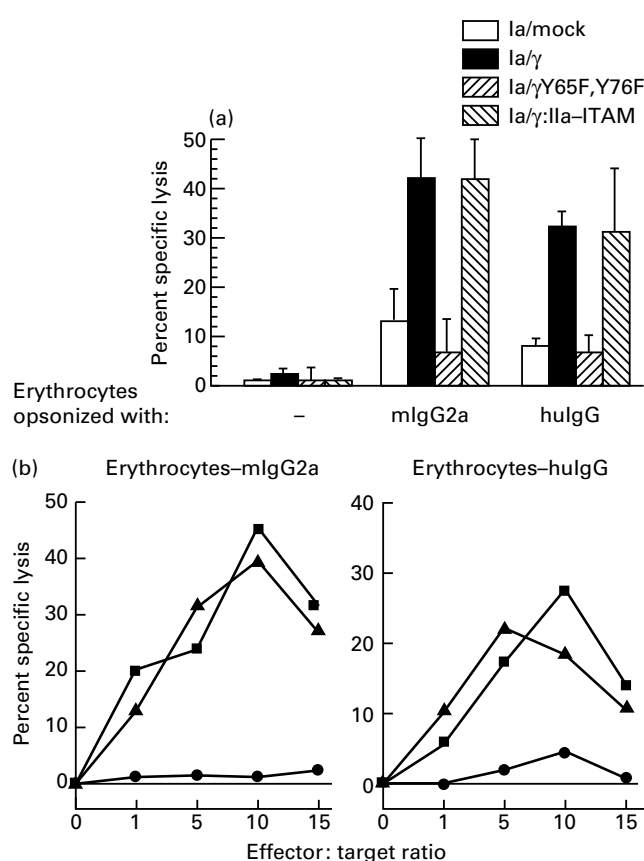 Ia/mock
Ia/γ
Ia/γY65F,Y76F
Ia/γ:IIa–ITAM
(a)
50
40
30
20
10
0
Percent specific lysis
Erythrocytes
opsonized with:
–
mIgG2a
huIgG
(b)
Erythrocytes–mIgG2a
Erythrocytes–huIgG
50
40
30
20
10
0
Percent specific lysis
0
1
5
10
15
40
30
20
10
0
0
1
5
10
15
Effector: target ratio